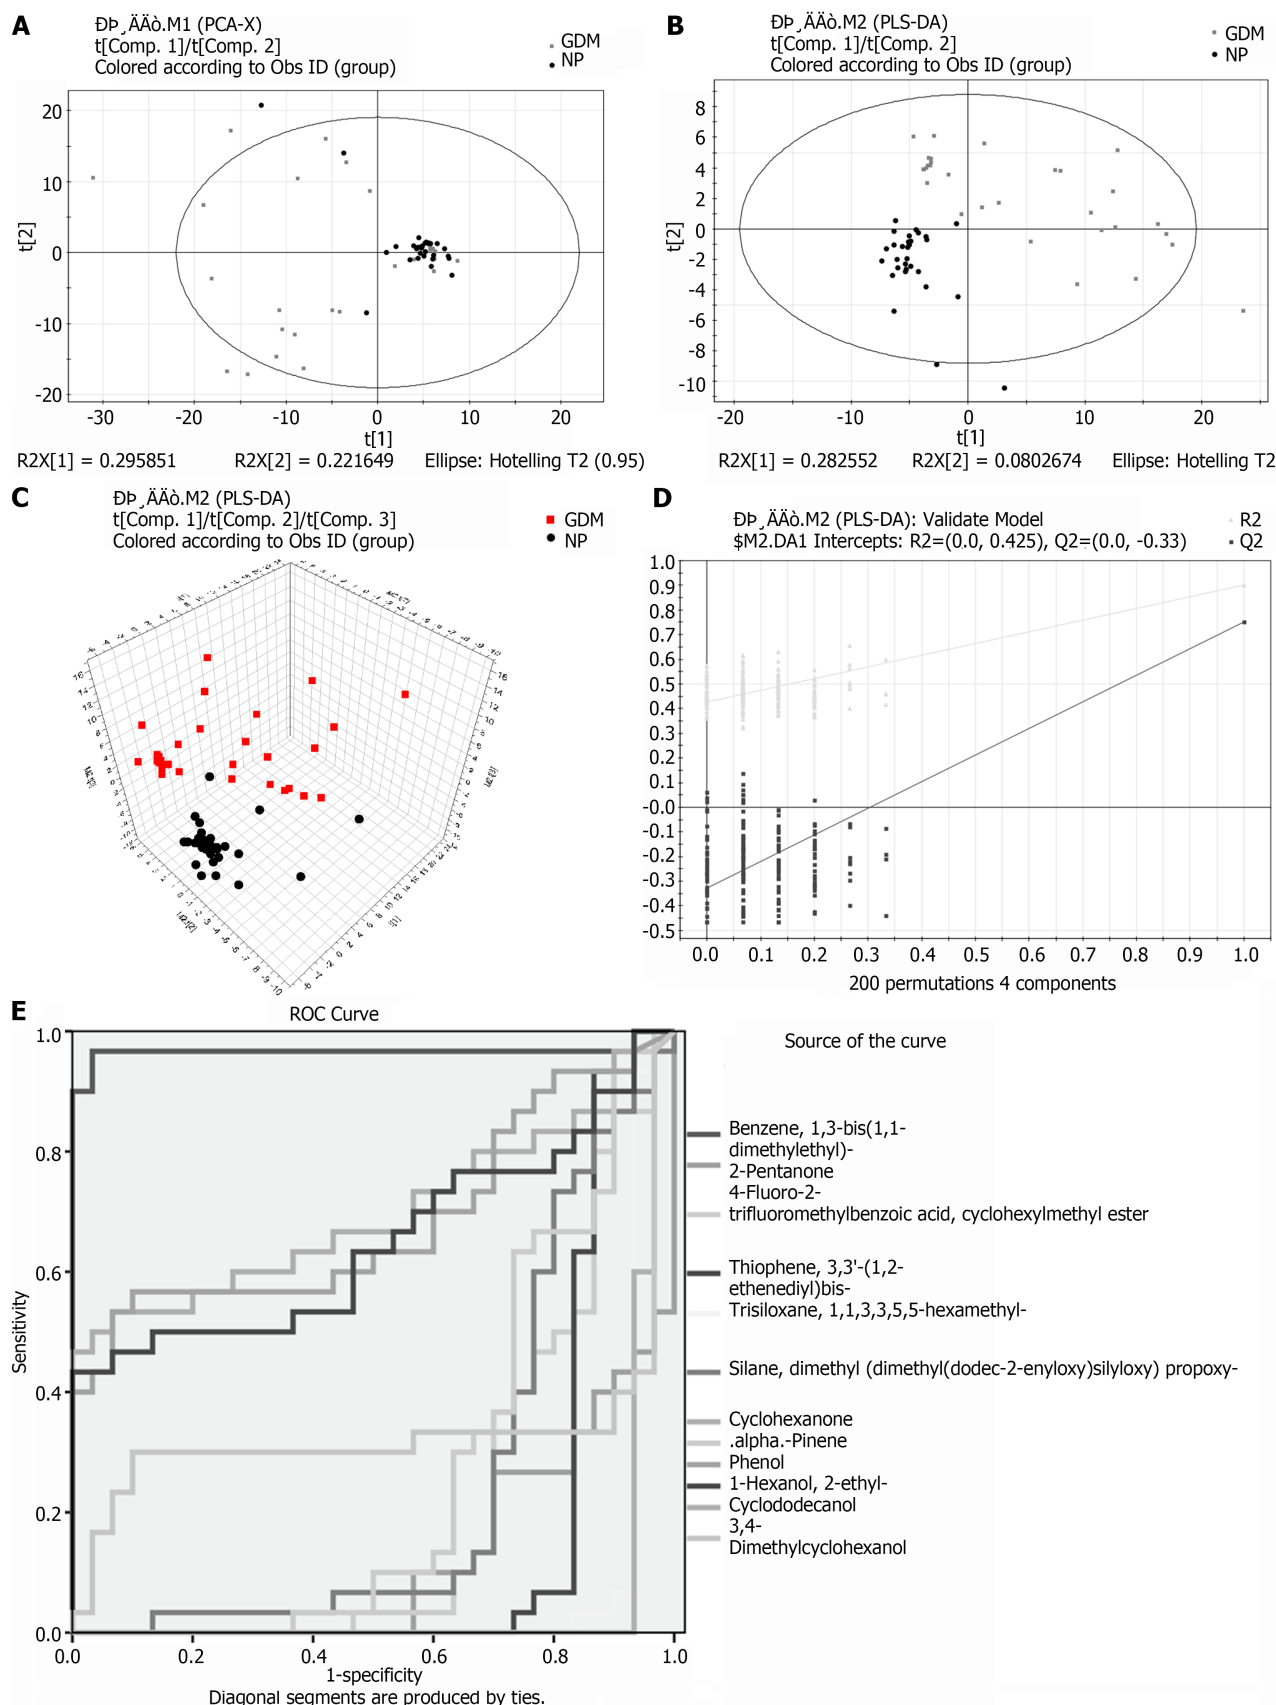 A
ÐÞ¸ÄÄò.M1 (PCA-X)
t[Comp. 1]/t[Comp. 2]
Colored according to Obs ID (group)
GDM
NP
20
10
0
-10
-20
t[2]
-30
-20
-10
0
10
20
t[1]
R2X[1] = 0.295851
R2X[2] = 0.221649
Ellipse: Hotelling T2 (0.95)
B
ÐÞ¸ÄÄò.M2 (PLS-DA)
t[Comp. 1]/t[Comp. 2]
Colored according to Obs ID (group)
GDM
NP
8
6
4
2
0
-2
-4
-6
-8
-10
t[2]
-20
-10
0
10
20
t[1]
R2X[1] = 0.282552
R2X[2] = 0.0802674
Ellipse: Hotelling T2
C
ÐÞ¸ÄÄò.M2 (PLS-DA)
t[Comp. 1]/t[Comp. 2]/t[Comp. 3]
Colored according to Obs ID (group)
GDM
NP
D
ÐÞ¸ÄÄò.M2 (PLS-DA): Validate Model
$M2.DA1 Intercepts: R2=(0.0, 0.425), Q2=(0.0, -0.33)
R2
Q2
1.0
0.9
0.8
0.7
0.6
0.5
0.4
0.3
0.2
0.1
-0.0
-0.1
-0.2
-0.3
-0.4
-0.5
0.0
0.1
0.2
0.3
0.4
0.5
0.6
0.7
0.8
0.9
1.0
200 permutations 4 components
E
ROC Curve
1.0
0.8
0.6
0.4
0.2
0.0
Sensitivity
0.0
0.2
0.4
0.6
0.8
1.0
1-specificity
Diagonal segments are produced by ties.
Source of the curve
Benzene, 1,3-bis(1,1-
dimethylethyl)-
2-Pentanone
4-Fluoro-2-
trifluoromethylbenzoic acid, cyclohexylmethyl ester
Thiophene, 3,3'-(1,2-
ethenediyl)bis-
Trisiloxane, 1,1,3,3,5,5-hexamethyl-
Silane, dimethyl (dimethyl(dodec-2-enyloxy)silyloxy) propoxy-
Cyclohexanone
.alpha.-Pinene
Phenol
1-Hexanol, 2-ethyl-
Cyclododecanol
3,4-
Dimethylcyclohexanol